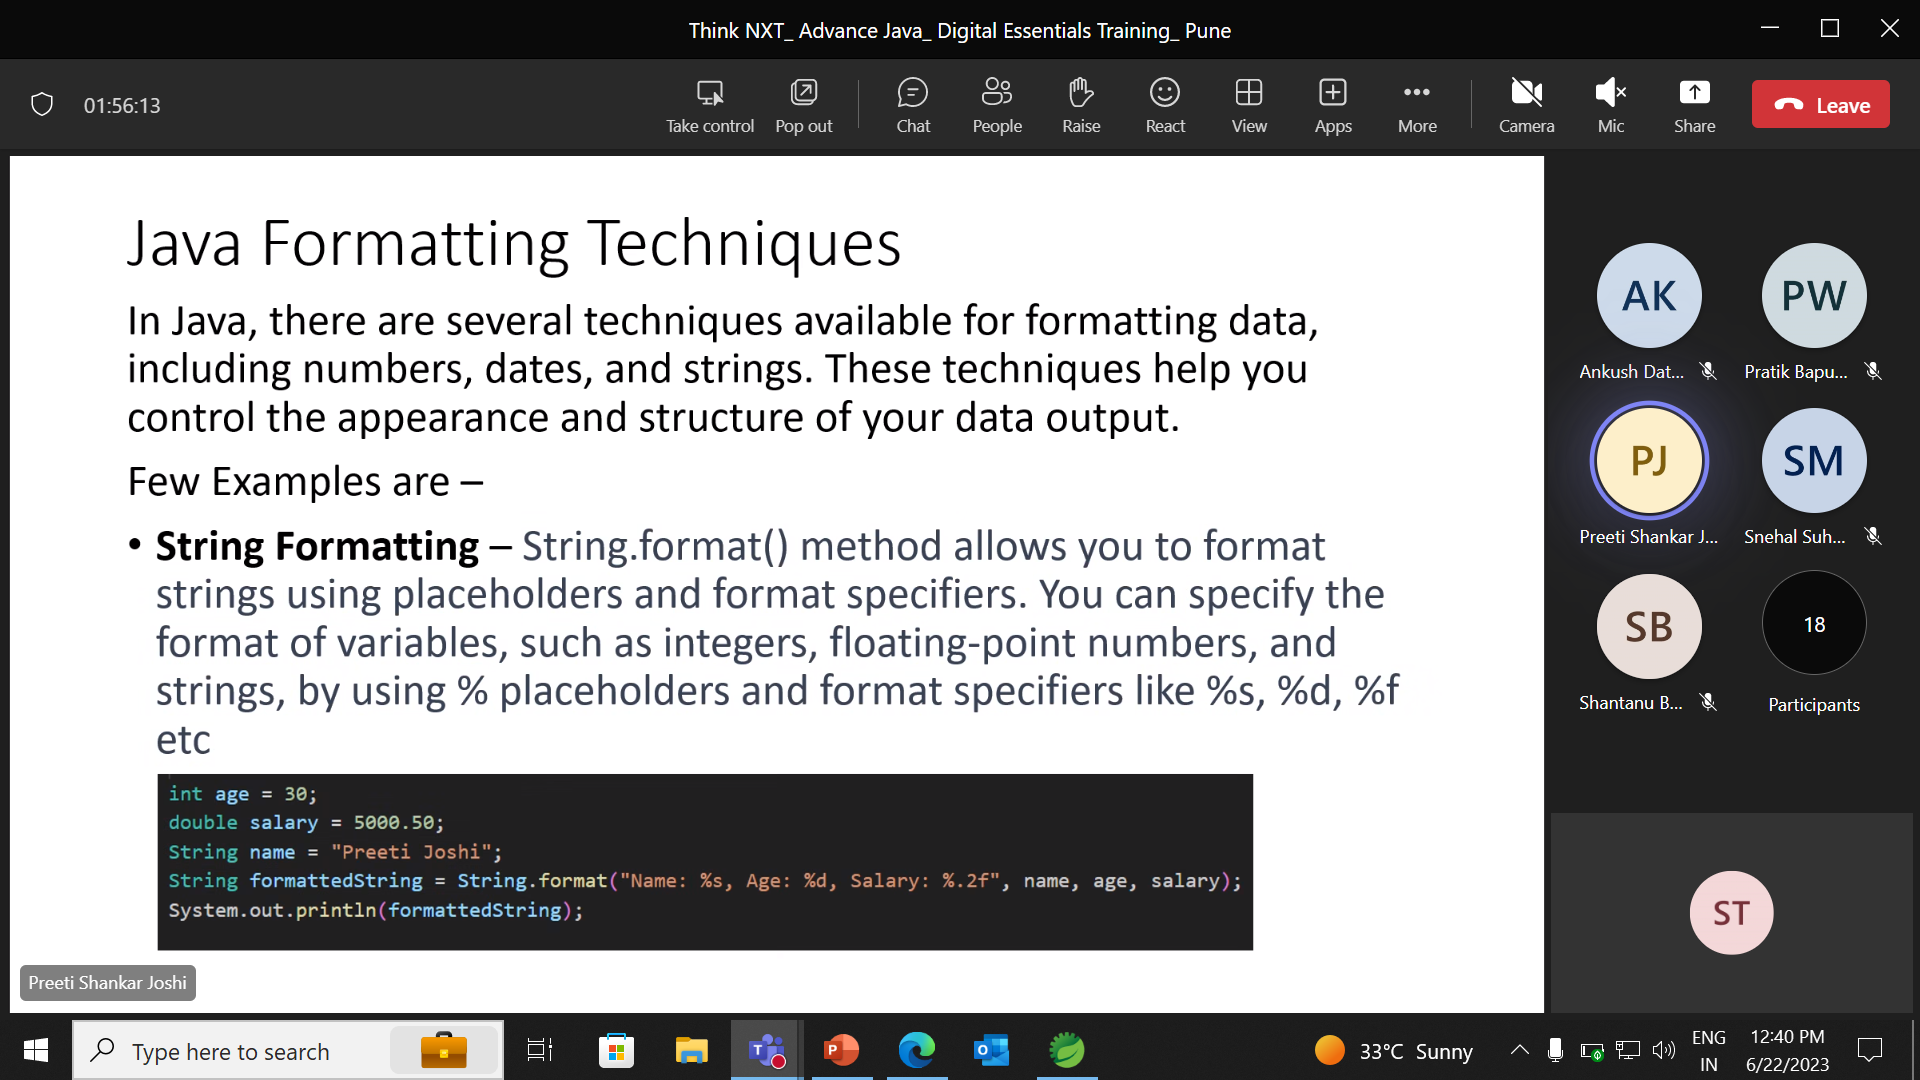 Think NXT_ Advance Java_ Digital Essentials Training_ Pune
01:56:13
Take control
Pop out
Chat
People
Raise
React
View
Apps
More
Camera
Mic
Share
Leave
Java Formatting Techniques
In Java, there are several techniques available for formatting data,
including numbers, dates, and strings. These techniques help you
control the appearance and structure of your data output.
Few Examples are –
• String Formatting – String.format() method allows you to format
strings using placeholders and format specifiers. You can specify the
format of variables, such as integers, floating-point numbers, and
strings, by using % placeholders and format specifiers like %s, %d, %f
etc
int age = 30;
double salary = 5000.50;
String name = "Preeti Joshi";
String formattedString = String.format("Name: %s, Age: %d, Salary: %.2f", name, age, salary);
System.out.println(formattedString);
Preeti Shankar Joshi
AK
PW
Ankush Dat...
Pratik Bapu...
PJ
SM
Preeti Shankar J...
Snehal Suh...
SB
18
Shantanu B...
Participants
ST
Type here to search
33°C Sunny
ENG
IN
12:40 PM
6/22/2023